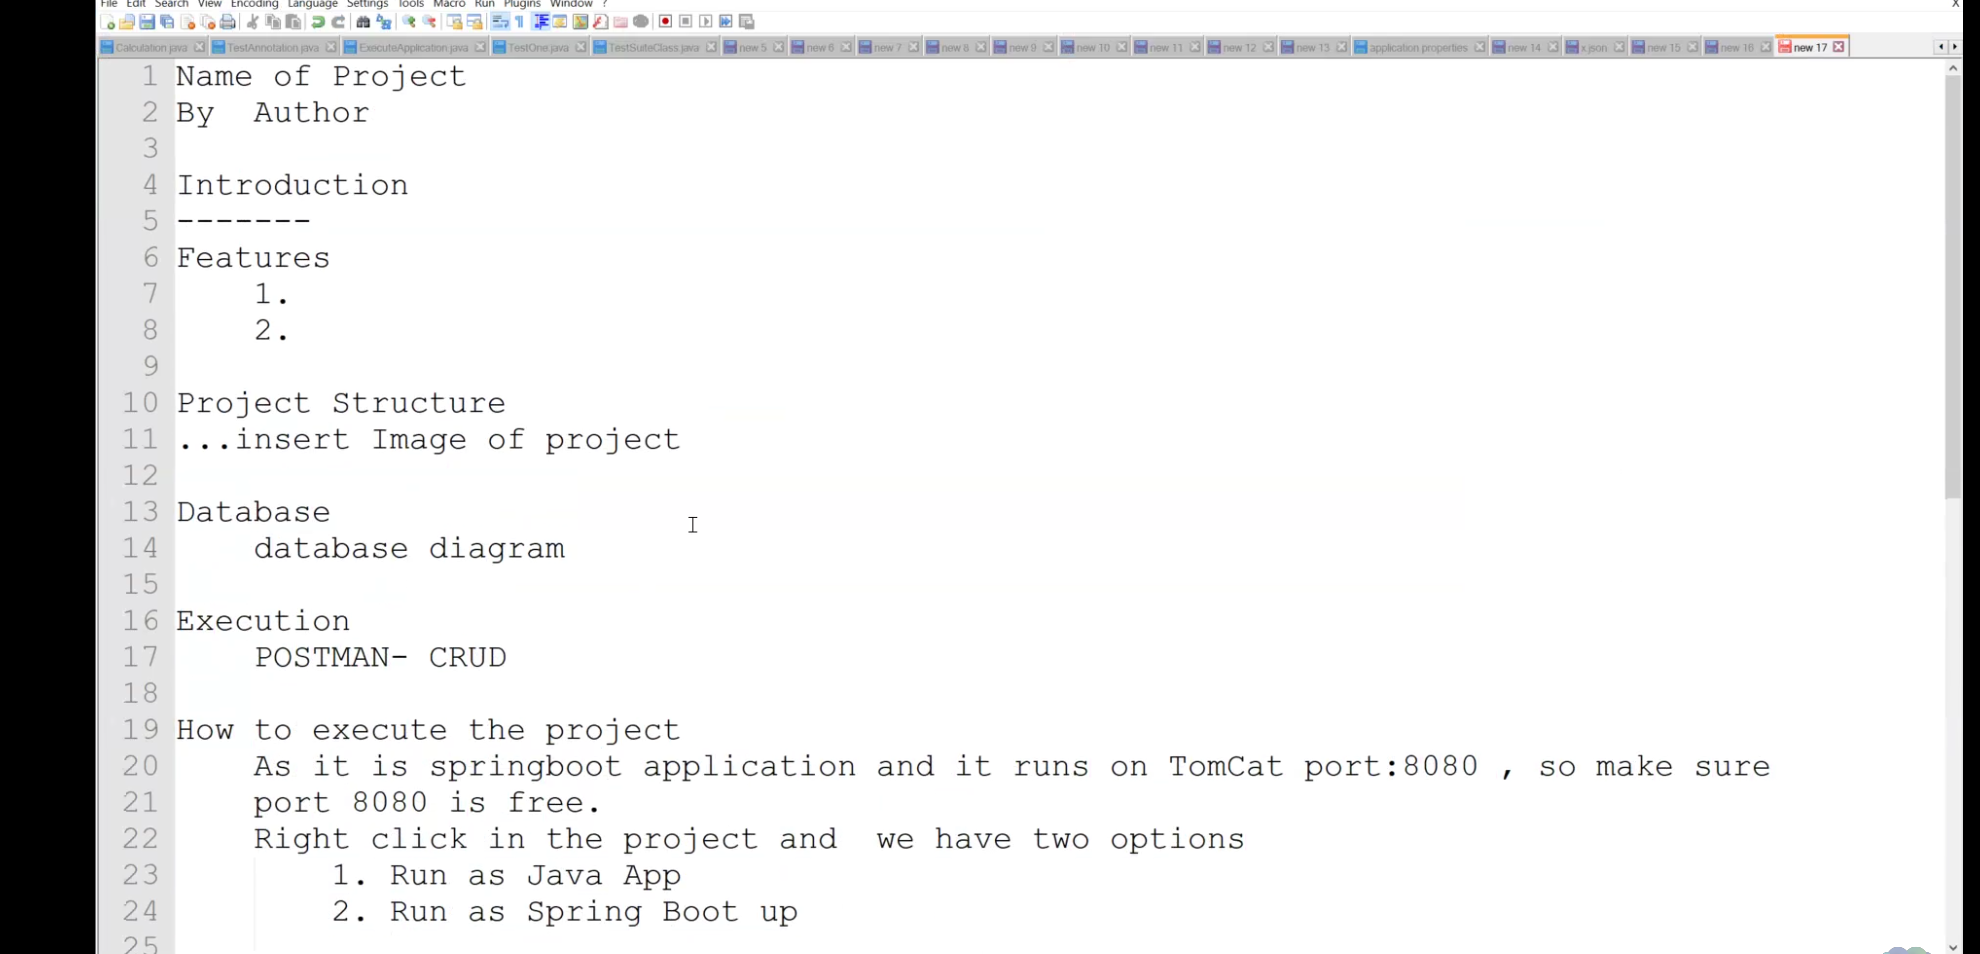 File Edit Search View Encoding Language Settings Tools Macro Run Plugins Window ? X
Calculation.java TestAnnotation.java ExecuteApplication.java TestOne.java TestSuiteClass.java new 5 new 6 new 7 new 8 new 9 new 10 new 11 new 12 new 13 application.properties new 14 x.json new 15 new 16 new 17
1 Name of Project
2 By  Author
3
4 Introduction
5 -------
6 Features
7 1.
8 2.
9
10 Project Structure
11 ...insert Image of project
12
13 Database
14 database diagram
15
16 Execution
17 POSTMAN- CRUD
18
19 How to execute the project
20 As it is springboot application and it runs on TomCat port:8080 , so make sure
21 port 8080 is free.
22 Right click in the project and  we have two options
23 1. Run as Java App
24 2. Run as Spring Boot up
25